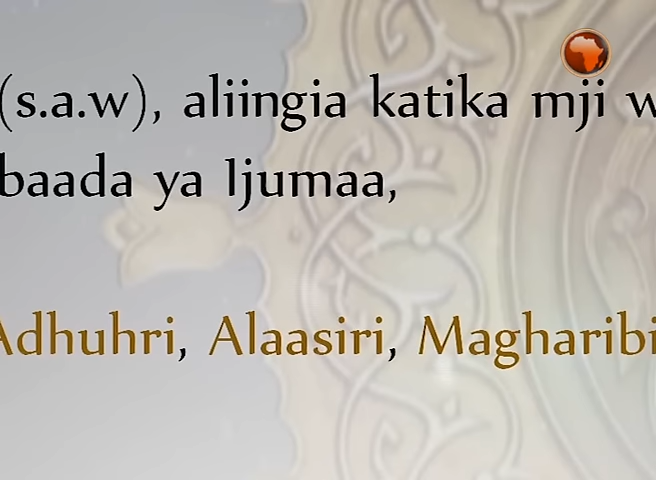 (s.a.w), aliingia katika mji
baada ya Ijumaa,
Adhuhri, Alaasiri, Magharibi